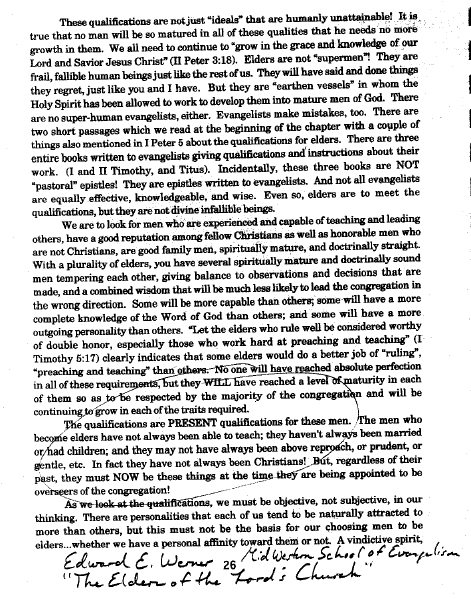 These qualifications are not just "ideals" that are humanly unattainable! It is
true that no man will be so matured in all of these qualities that he needs no more
growth in them. We all need to continue to "grow in the grace and knowledge of our
Lord and Savior Jesus Christ" (II Peter 3:18). Elders are not "supermen"! They are
frail, fallible human beings just like the rest of us. They will have said and done things
they regret, just like you and I have. But they are "earthen vessels" in whom the
Holy Spirit has been allowed to work to develop them into mature men of God. There
are no super-human evangelists, either. Evangelists make mistakes, too. There are
two short passages which we read at the beginning of the chapter with a couple of
things also mentioned in I Peter 5 about the qualifications for elders. There are three
entire books written to evangelists giving qualifications and instructions about their
work. (I and II Timothy, and Titus). Incidentally, these three books are NOT
"pastoral" epistles! They are epistles written to evangelists. And not all evangelists
are equally effective, knowledgeable, and wise. Even so, elders are to meet the
qualifications, but they are not divine infallible beings.
We are to look for men who are experienced and capable of teaching and leading
others, have a good reputation among fellow Christians as well as honorable men who
are not Christians, are good family men, spiritually mature, and doctrinally straight.
With a plurality of elders, you have several spiritually mature and doctrinally sound
men tempering each other, giving balance to observations and decisions that are
made, and a combined wisdom that will be much less likely to lead the congregation in
the wrong direction. Some will be more capable than others; some will have a more
complete knowledge of the Word of God than others; and some will have a more
outgoing personality than others. "Let the elders who rule well be considered worthy
of double honor, especially those who work hard at preaching and teaching" (I
Timothy 5:17) clearly indicates that some elders would do a better job of "ruling",
"preaching and teaching" than others. No one will have reached absolute perfection
in all of these requirements, but they WILL have reached a level of maturity in each
of them so as to be respected by the majority of the congregation and will be
continuing to grow in each of the traits required.
The qualifications are PRESENT qualifications for these men. The men who
become elders have not always been able to teach; they haven't always been married
or had children; and they may not have always been above reproach, or prudent, or
gentle, etc. In fact they have not always been Christians! But, regardless of their
past, they must NOW be these things at the time they are being appointed to be
overseers of the congregation!
As we look at the qualifications, we must be objective, not subjective, in our
thinking. There are personalities that each of us tend to be naturally attracted to
more than others, but this must not be the basis for our choosing men to be
elders...whether we have a personal affinity toward them or not. A vindictive spirit,
Edward E. Werner 26 MidWestern School of Evangelism
"The Elders of the Lord's Church"